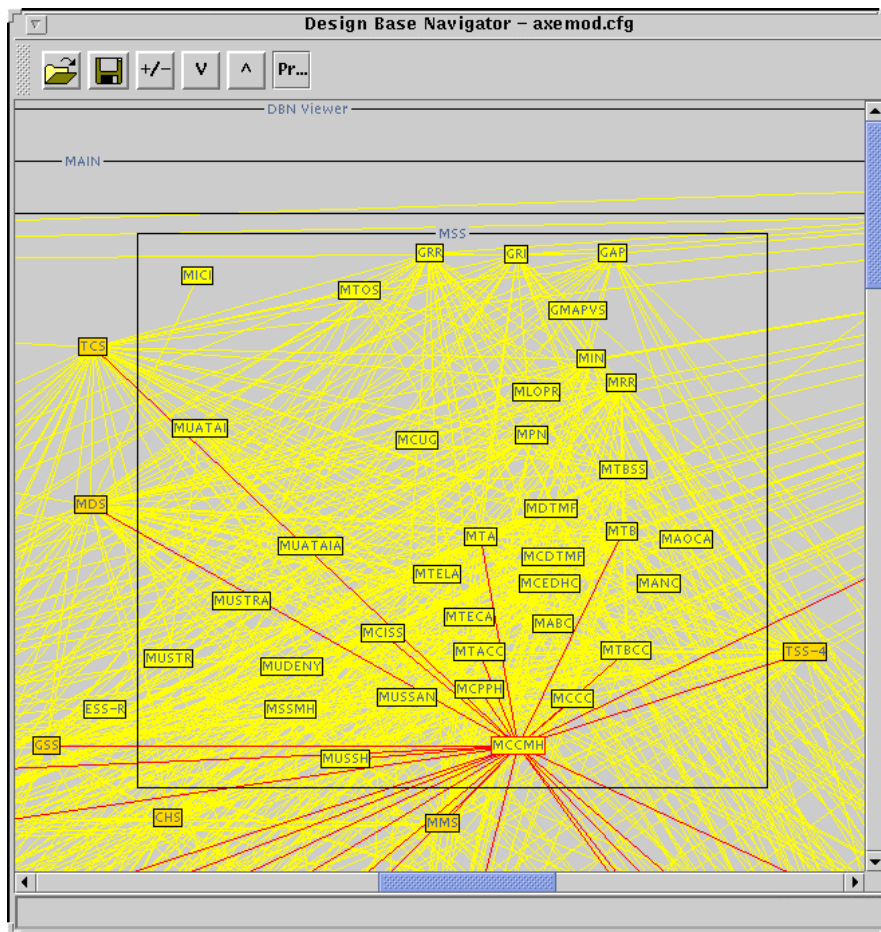 Design Base Navigator – axemod.cfg
+/- V ^ Pr...
DBN Viewer
MAIN
MSS
GRR GRI GAP
MICI
MTOS
GMAPVS
TCS
MIN
MRR
MLOPR
MUATAI
MCUG MPN
MTBSS
MDS
MDTMF
MTA MTB
MAOCA
MUATAIA
MCDTMF
MTELA
MCEDHC MANC
MUSTRA
MTECA
MABC
MCISS
MUSTR
MTACC MTBCC TSS-4
MUDENY
MCPPH
MUSSAN MCCC
ESS-R MSSMH
GSS MCCMH
MUSSH
CHS
MMS